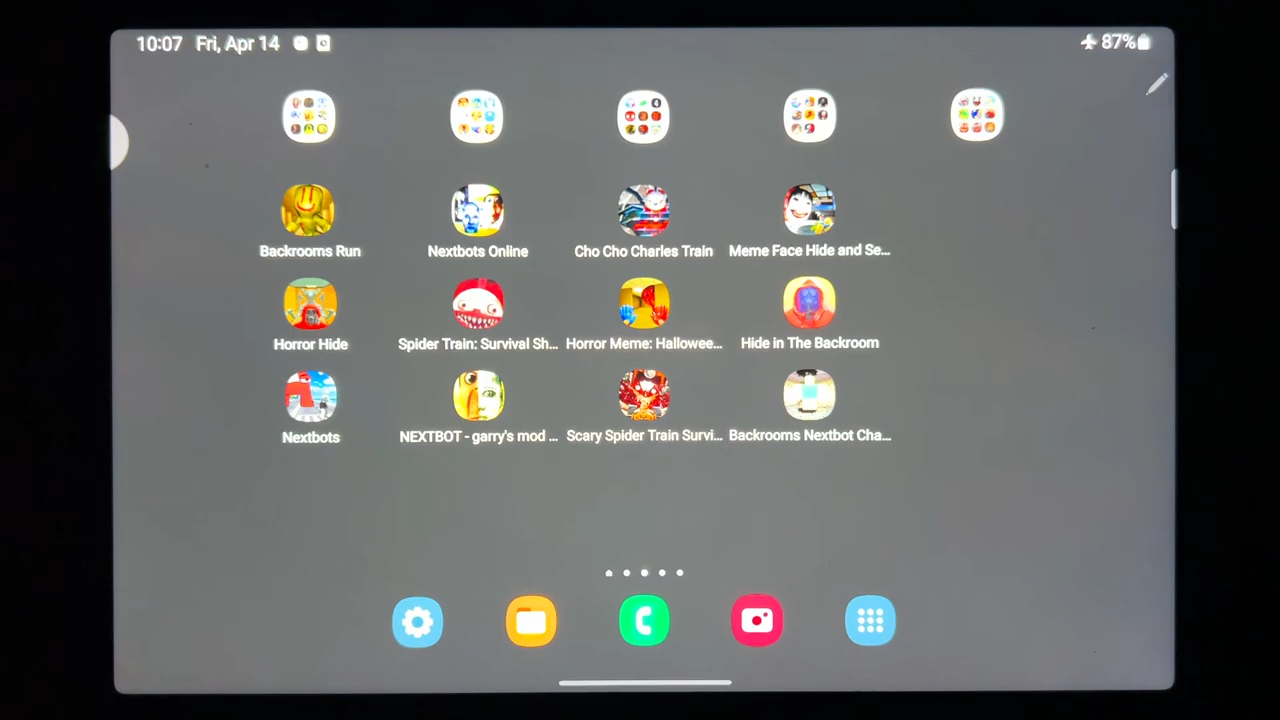 10:07 Fri, Apr 14
87%
Backrooms Run
Nextbots Online
Cho Cho Charles Train
Meme Face Hide and Se...
Horror Hide
Spider Train: Survival Sh...
Horror Meme: Hallowee...
Hide in The Backroom
Nextbots
NEXTBOT - garry's mod ...
Scary Spider Train Survi...
Backrooms Nextbot Cha...